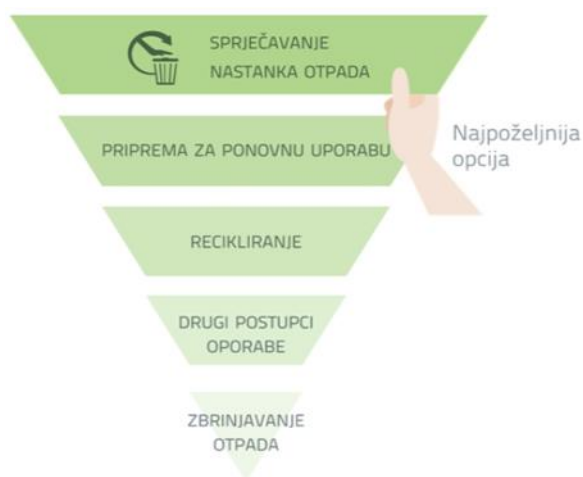 SPRJEČAVANJE
NASTANKA OTPADA
PRIPREMA ZA PONOVNU UPORABU
Najpoželjnija
opcija
RECIKLIRANJE
DRUGI POSTUPCI
OPORABE
ZBRINJAVANJE
OTPADA